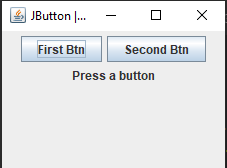 JButton |...
First Btn Second Btn
Press a button